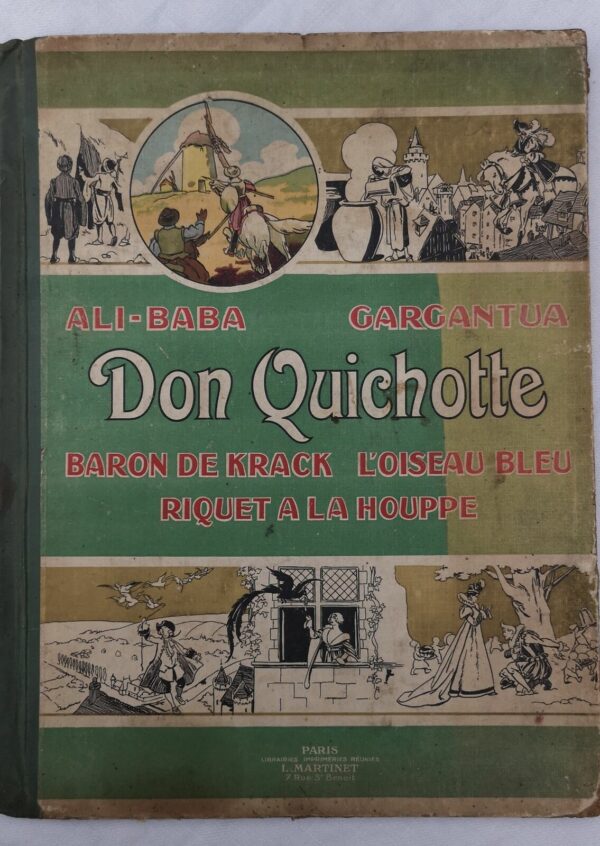 ALI-BABA GARGANTUA
Don Quichotte
BARON DE KRACK L'OISEAU BLEU
RIQUET A LA HOUPPE
PARIS
LIBRAIRIES IMPRIMERIES RÉUNIES
L. MARTINET
7, Rue St Benoit